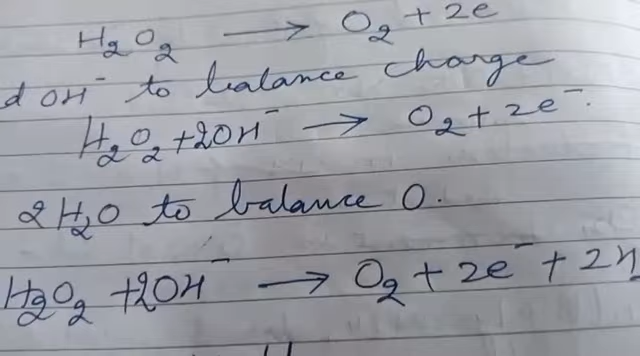 H₂O₂ → O₂ + 2e
d OH⁻ to balance charge
H₂O₂ + 2OH⁻ → O₂ + 2e⁻.
2H₂O to balance O.
H₂O₂ + 2OH⁻ → O₂ + 2e⁻ + 2H